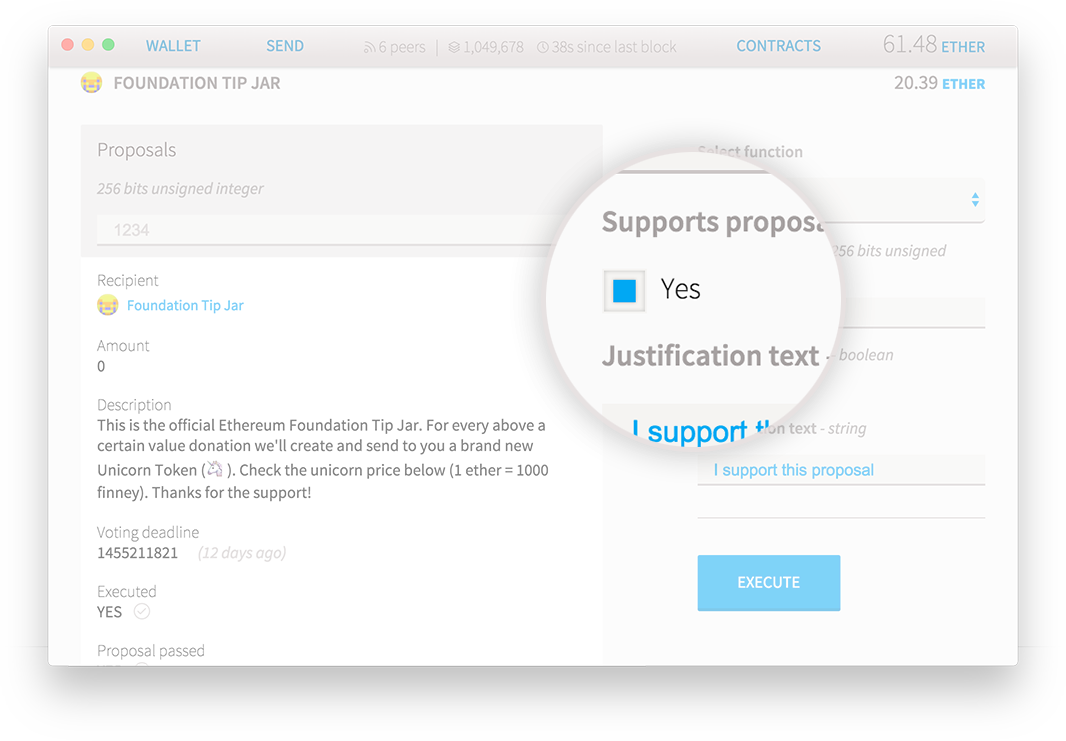 WALLET SEND 6 peers | 1,049,678 38s since last block CONTRACTS 61.48 ETHER
FOUNDATION TIP JAR 20.39 ETHER
Proposals
256 bits unsigned integer
1234
Recipient
Foundation Tip Jar
Amount
0
Description
This is the official Ethereum Foundation Tip Jar. For every above a
certain value donation we'll create and send to you a brand new
Unicorn Token (🦄 ). Check the unicorn price below (1 ether = 1000
finney). Thanks for the support!
Voting deadline
1455211821 (12 days ago)
Executed
YES
Proposal passed
Select function
256 bits unsigned
Supports proposa
Yes
- boolean
Justification text
I support
on text - string
I support this proposal
EXECUTE